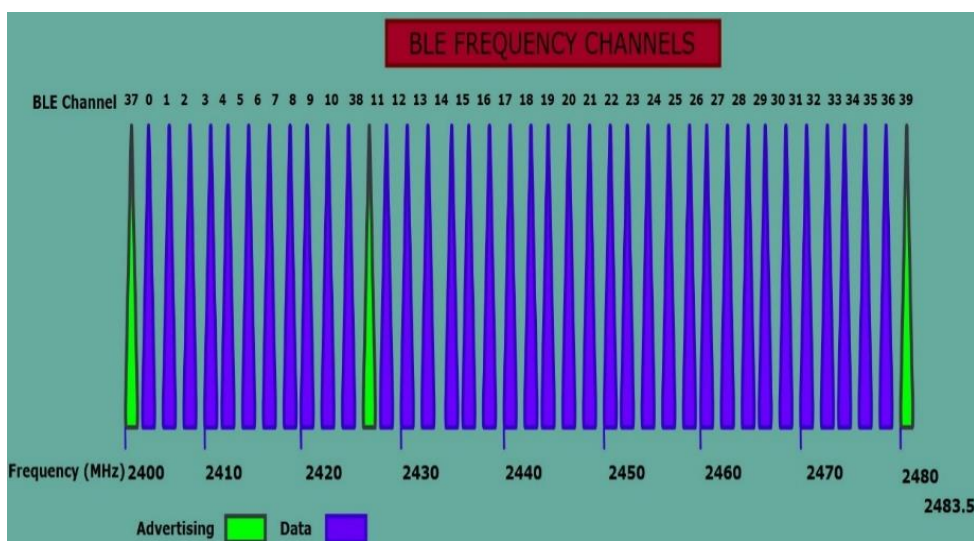 BLE FREQUENCY CHANNELS
BLE Channel 37 0 1 2 3 4 5 6 7 8 9 10 38 11 12 13 14 15 16 17 18 19 20 21 22 23 24 25 26 27 28 29 30 31 32 33 34 35 36 39
Frequency (MHz) 2400 2410 2420 2430 2440 2450 2460 2470 2480
2483.5
Advertising Data